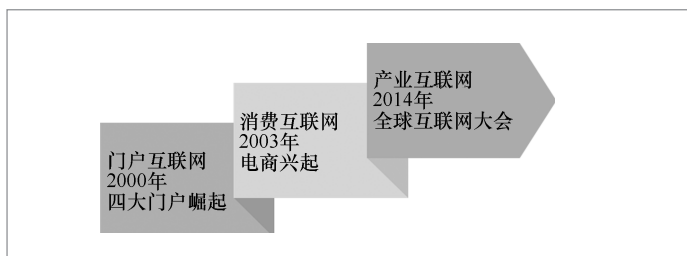 门户互联网
2000年
四大门户崛起
消费互联网
2003年
电商兴起
产业互联网
2014年
全球互联网大会